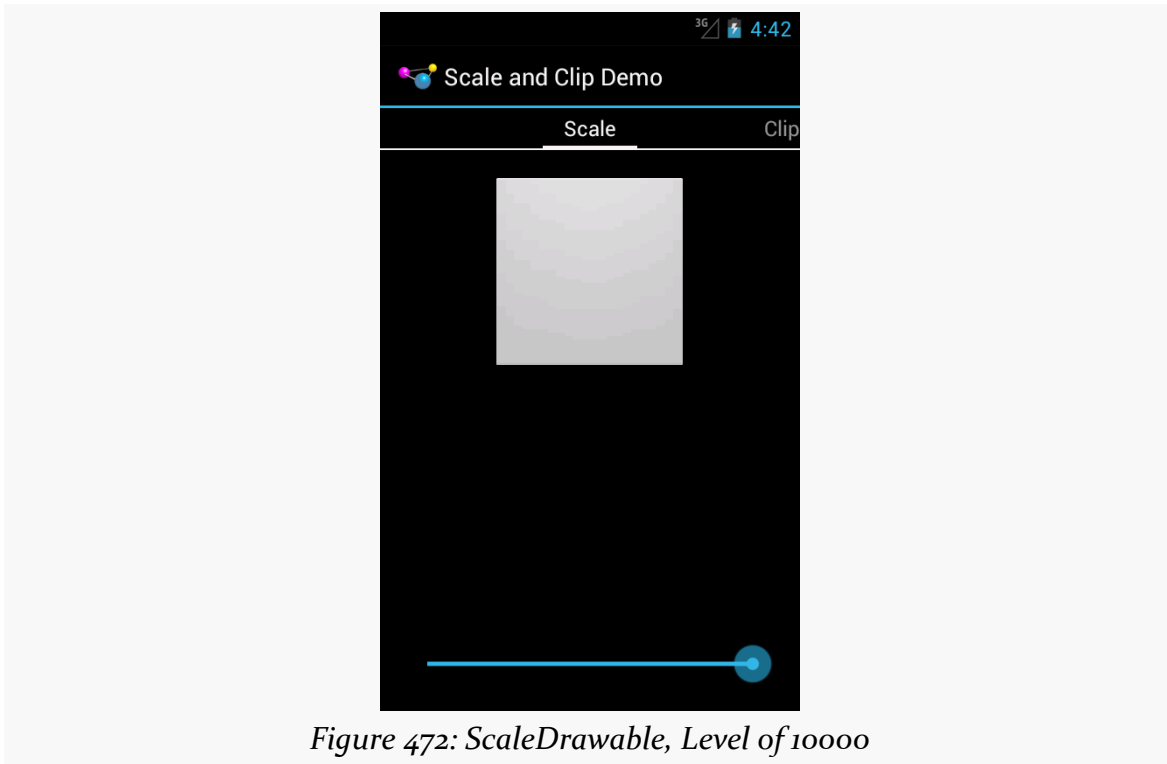 3G 4:42
Scale and Clip Demo
Scale Clip
Figure 472: ScaleDrawable, Level of 10000